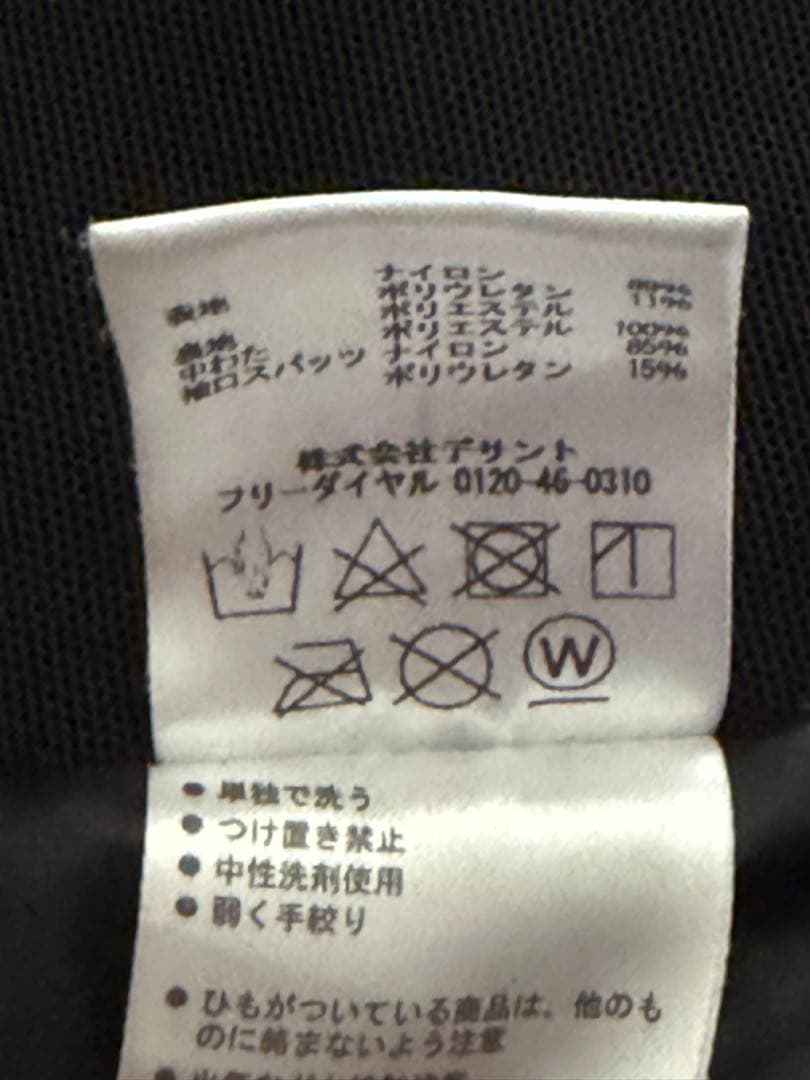 表地 ナイロン 89%
ポリウレタン 11%
裏地 ポリエステル
中わた ポリエステル 100%
袖口スパッツ ナイロン 85%
ポリウレタン 15%
株式会社デサント
フリーダイヤル 0120-46-0310
W
● 単独で洗う
● つけ置き禁止
● 中性洗剤使用
● 弱く手絞り
● ひもがついている商品は、他のも
のに絡まないよう注意